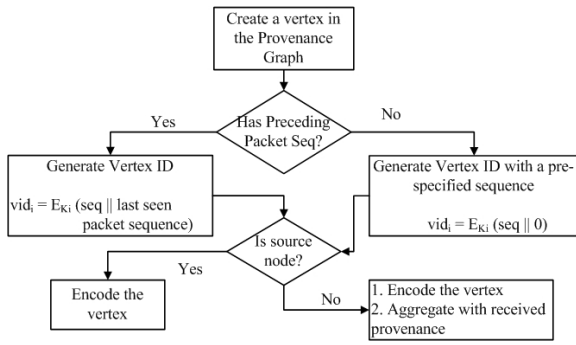 Create a vertex in
the Provenance
Graph
Yes
Has Preceding
Packet Seq?
No
Generate Vertex ID
vidᵢ = E_Ki (seq || last seen
packet sequence)
Generate Vertex ID with a pre-
specified sequence
vidᵢ = E_Ki (seq || 0)
Is source
node?
Yes
No
Encode the
vertex
1. Encode the vertex
2. Aggregate with received
provenance